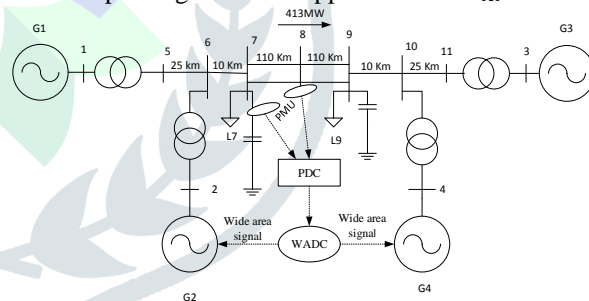 413MW
G1
G3
1
5
6
7
8
9
10
11
3
25 km
10 Km
110 Km
110 Km
10 Km
25 Km
L7
PMU
L9
PDC
2
4
Wide area
signal
WADC
Wide area
signal
G2
G4